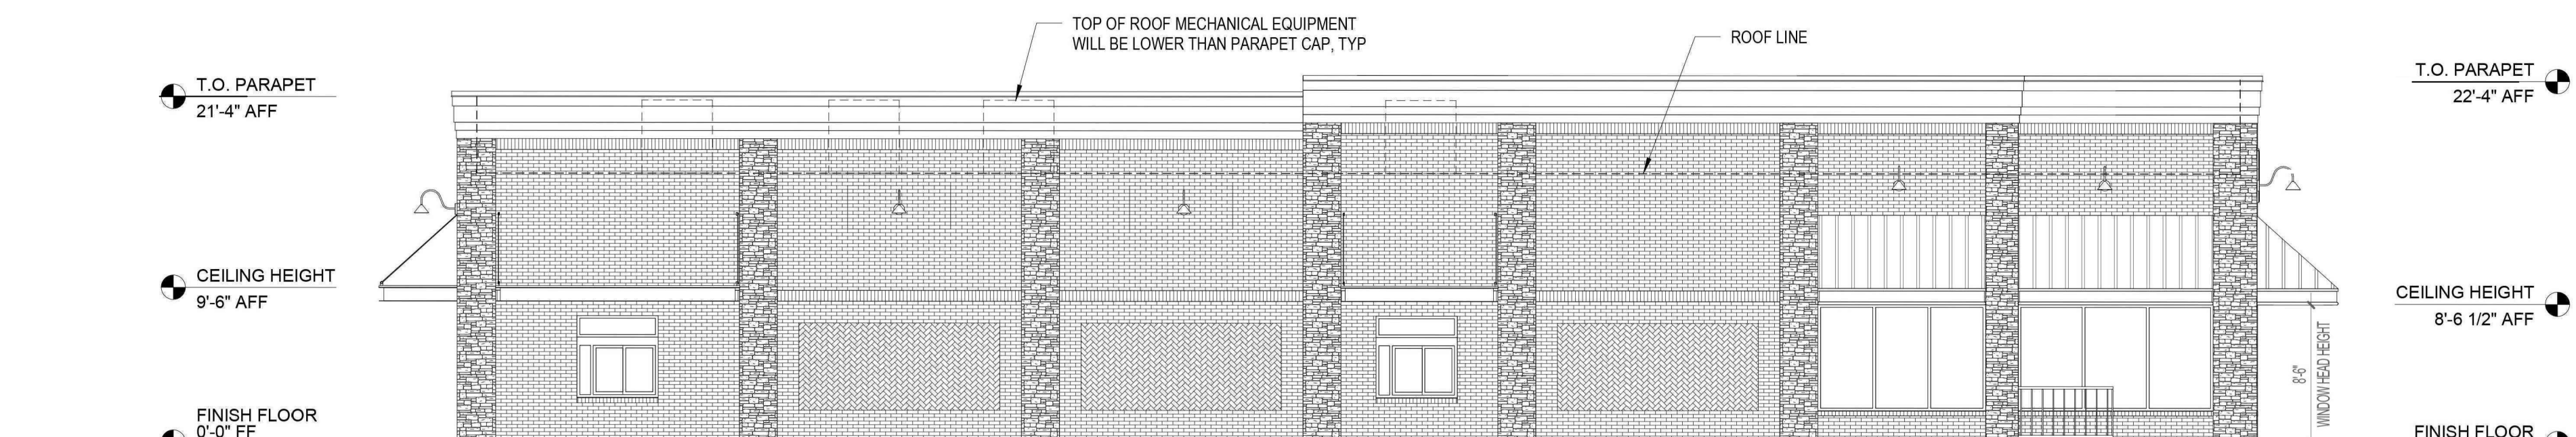 TOP OF ROOF MECHANICAL EQUIPMENT
WILL BE LOWER THAN PARAPET CAP, TYP
ROOF LINE
T.O. PARAPET
21'-4" AFF
T.O. PARAPET
22'-4" AFF
CEILING HEIGHT
9'-6" AFF
CEILING HEIGHT
8'-6 1/2" AFF
8'-6"
WINDOW HEAD HEIGHT
FINISH FLOOR
0'-0" FF
FINISH FLOOR